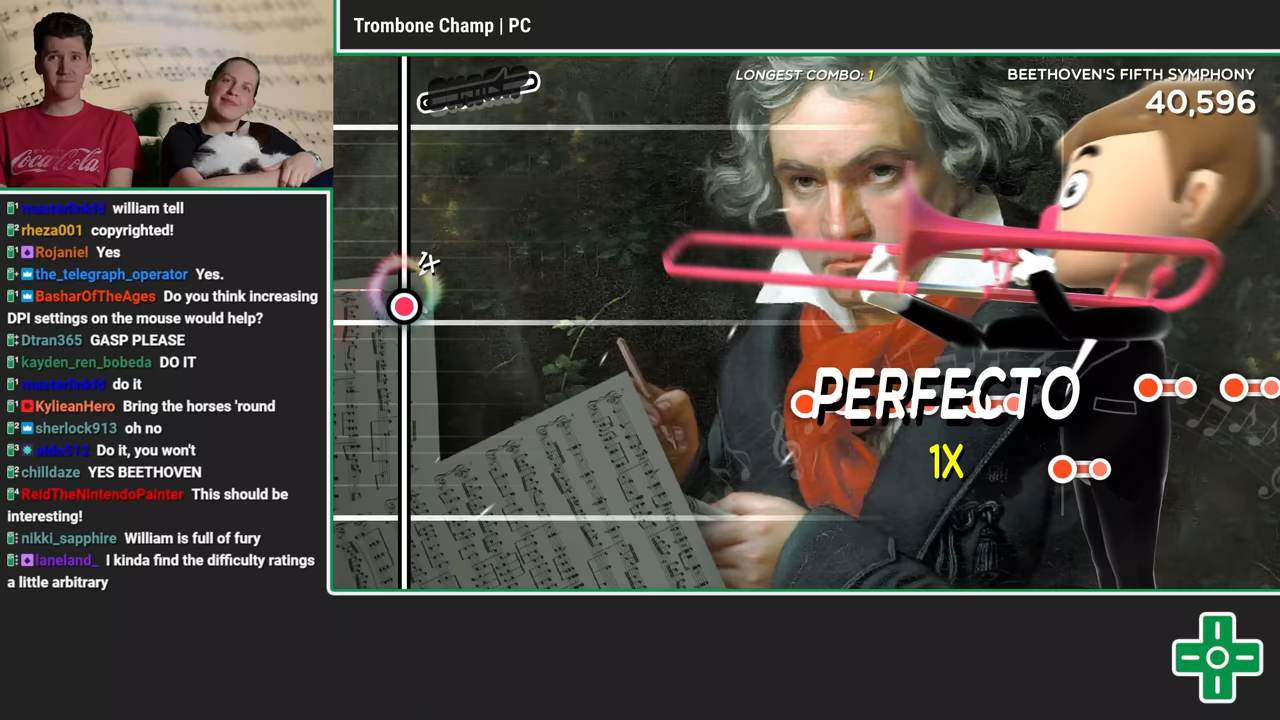 Trombone Champ | PC
LONGEST COMBO: 1
BEETHOVEN'S FIFTH SYMPHONY
40,596
Coca-Cola
william tell
rheza001 copyrighted!
Rojaniel Yes
the_telegraph_operator Yes.
BasharOfTheAges Do you think increasing
DPI settings on the mouse would help?
Dtran365 GASP PLEASE
kayden_ren_bobeda DO IT
do it
KylieanHero Bring the horses 'round
sherlock913 oh no
aldo512 Do it, you won't
chilldaze YES BEETHOVEN
ReidTheNintendoPainter This should be
interesting!
nikki_sapphire William is full of fury
laneland_ I kinda find the difficulty ratings
a little arbitrary
PERFECTO
1X